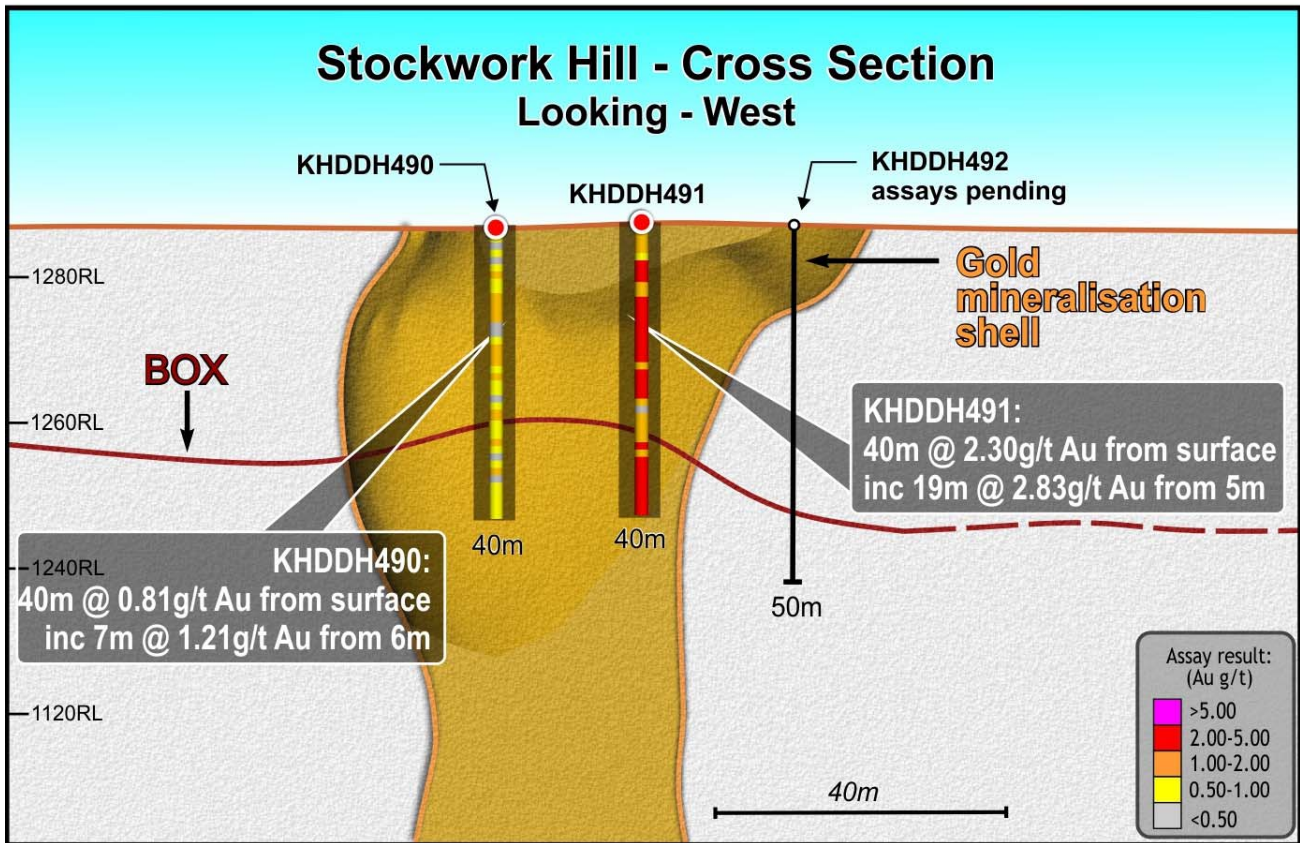 Stockwork Hill - Cross Section
Looking - West
KHDDH490
KHDDH491
KHDDH492
assays pending
1280RL
Gold
mineralisation
shell
BOX
1260RL
KHDDH491:
40m @ 2.30g/t Au from surface
inc 19m @ 2.83g/t Au from 5m
40m
40m
KHDDH490:
40m @ 0.81g/t Au from surface
inc 7m @ 1.21g/t Au from 6m
1240RL
50m
1120RL
40m
Assay result:
(Au g/t)
>5.00
2.00-5.00
1.00-2.00
0.50-1.00
<0.50